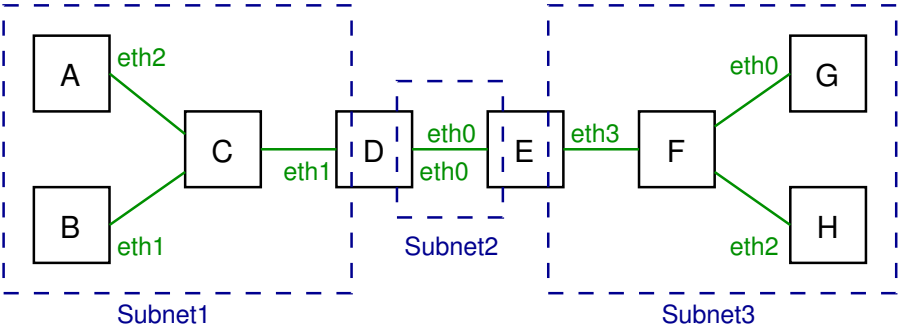 A
eth2
G
eth0
C
eth1
D
eth0
eth0
E
eth3
F
B
eth1
H
eth2
Subnet2
Subnet1
Subnet3